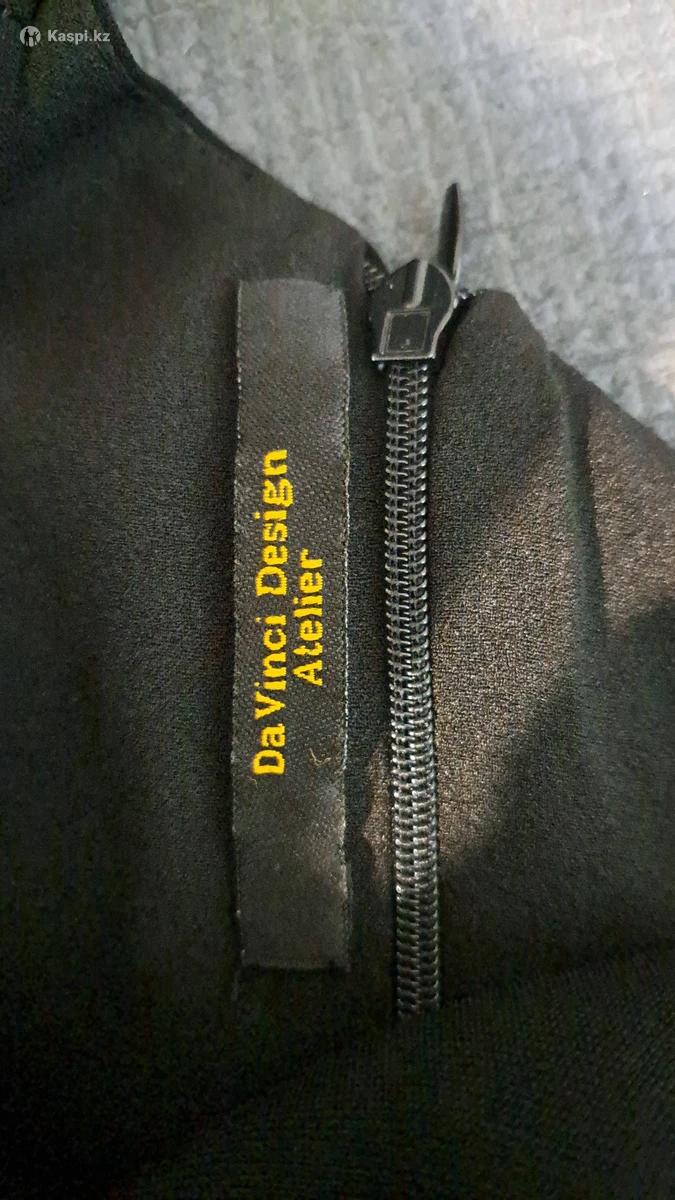 Kaspi.kz
Da Vinci Design
Atelier